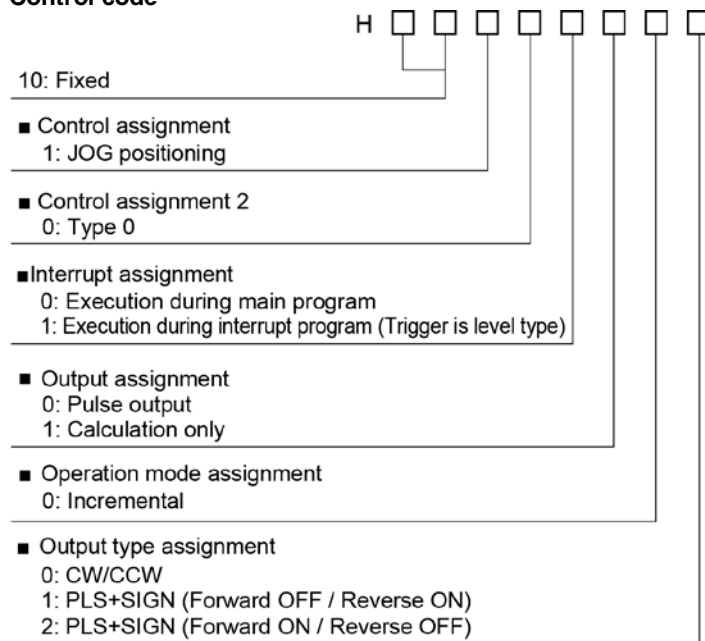 Control code
H □ □ □ □ □ □ □ □
10: Fixed
■ Control assignment
1: JOG positioning
■ Control assignment 2
0: Type 0
■Interrupt assignment
0: Execution during main program
1: Execution during interrupt program (Trigger is level type)
■ Output assignment
0: Pulse output
1: Calculation only
■ Operation mode assignment
0: Incremental
■ Output type assignment
0: CW/CCW
1: PLS+SIGN (Forward OFF / Reverse ON)
2: PLS+SIGN (Forward ON / Reverse OFF)